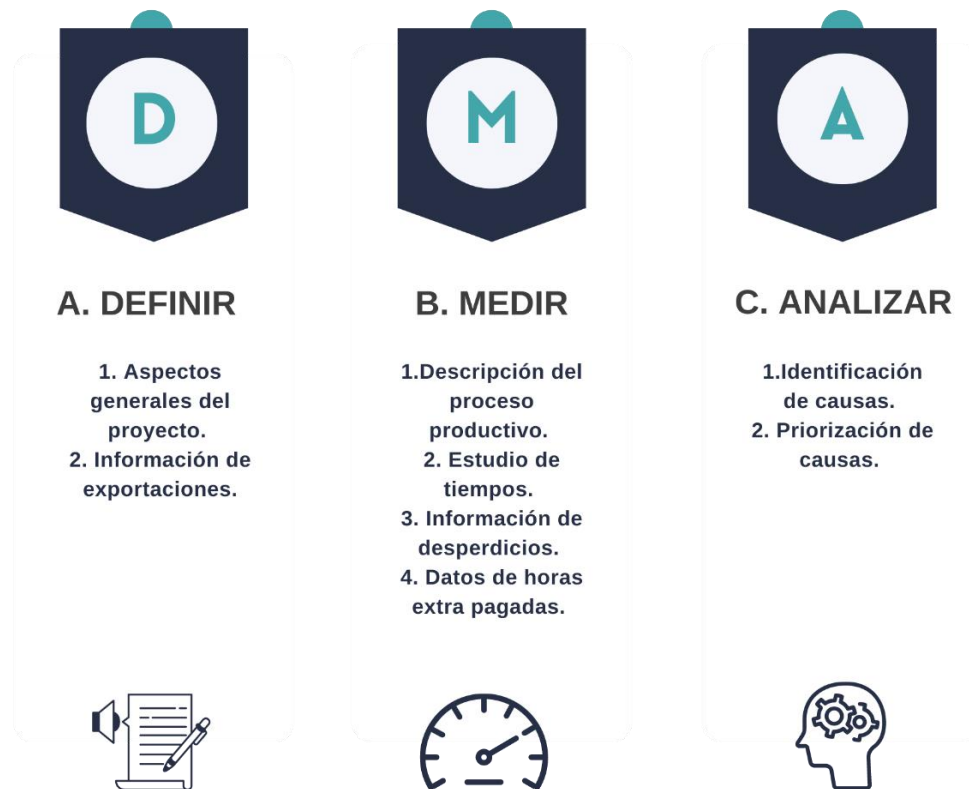 D
A. DEFINIR
1. Aspectos
generales del
proyecto.
2. Información de
exportaciones.
M
B. MEDIR
1.Descripción del
proceso
productivo.
2. Estudio de
tiempos.
3. Información de
desperdicios.
4. Datos de horas
extra pagadas.
A
C. ANALIZAR
1.Identificación
de causas.
2. Priorización de
causas.